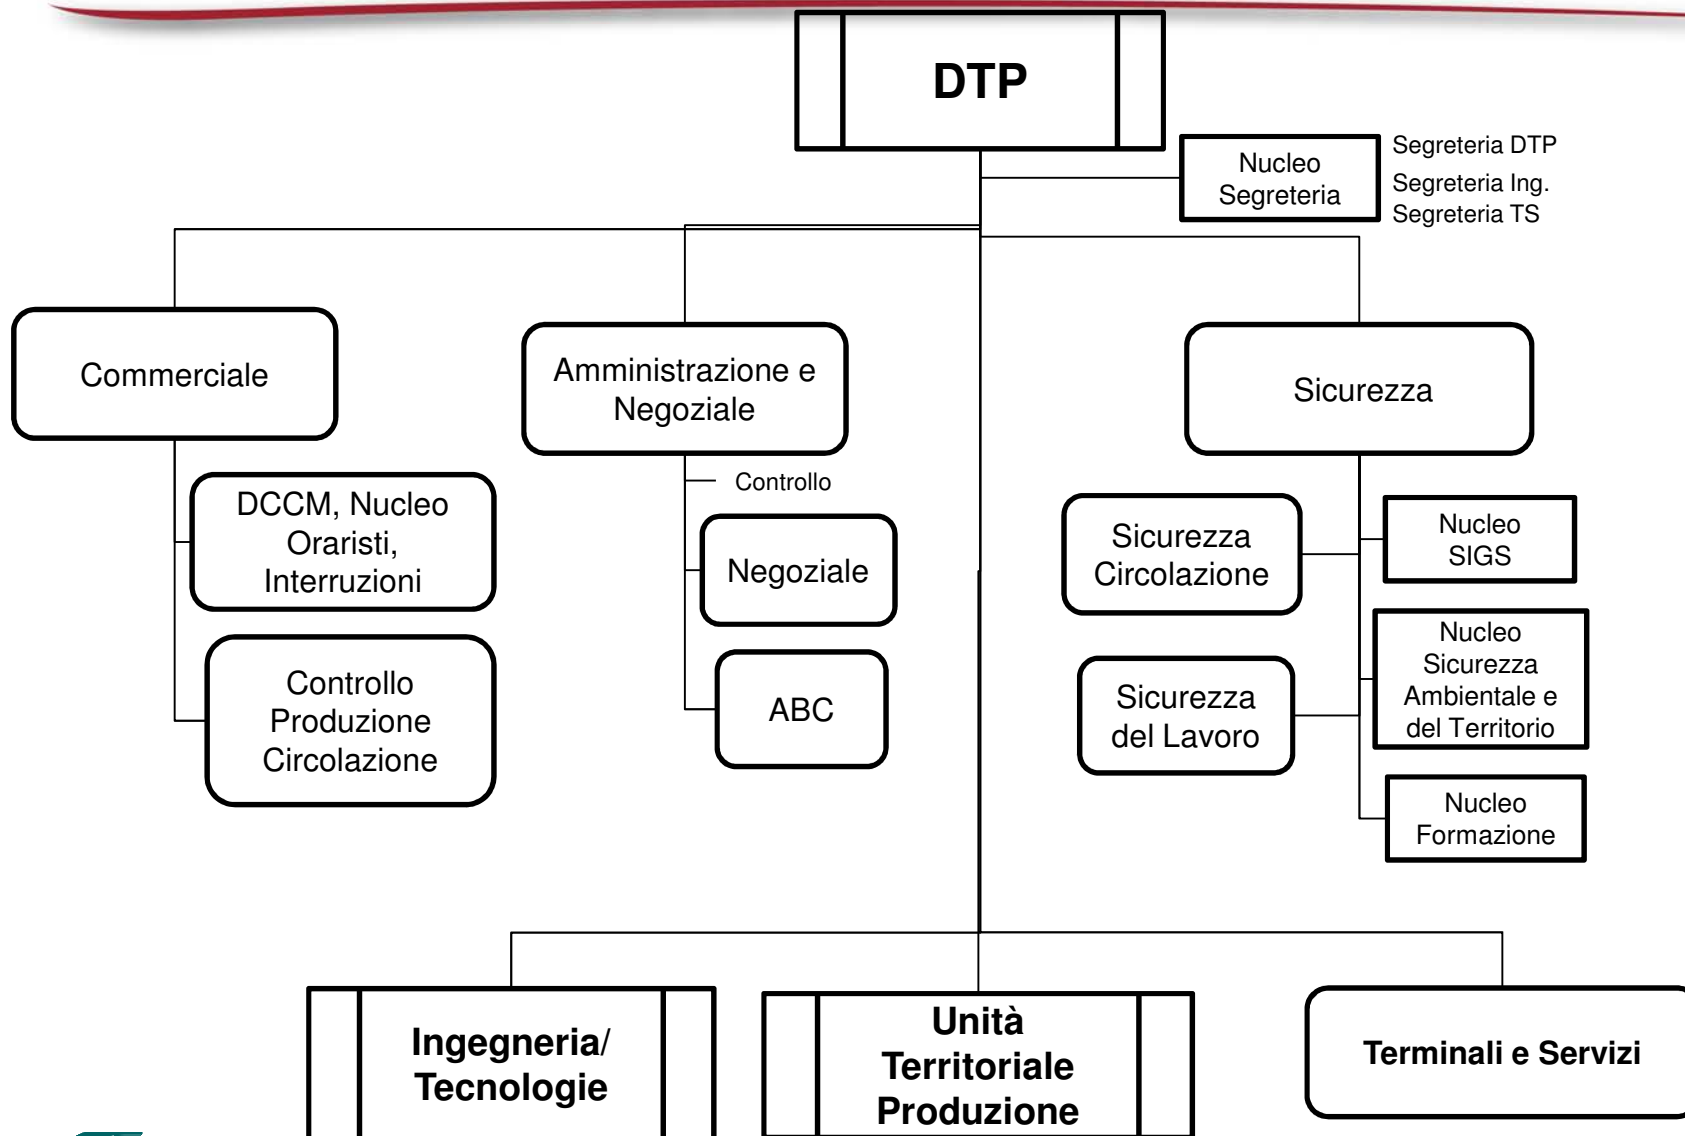 DTP
Nucleo
Segreteria
Segreteria DTP
Segreteria Ing.
Segreteria TS
Commerciale
DCCM, Nucleo
Oraristi,
Interruzioni
Controllo
Produzione
Circolazione
Amministrazione e
Negoziale
Controllo
Negoziale
ABC
Sicurezza
Sicurezza
Circolazione
Sicurezza
del Lavoro
Nucleo
SIGS
Nucleo
Sicurezza
Ambientale e
del Territorio
Nucleo
Formazione
Ingegneria/
Tecnologie
Unità
Territoriale
Produzione
Terminali e Servizi